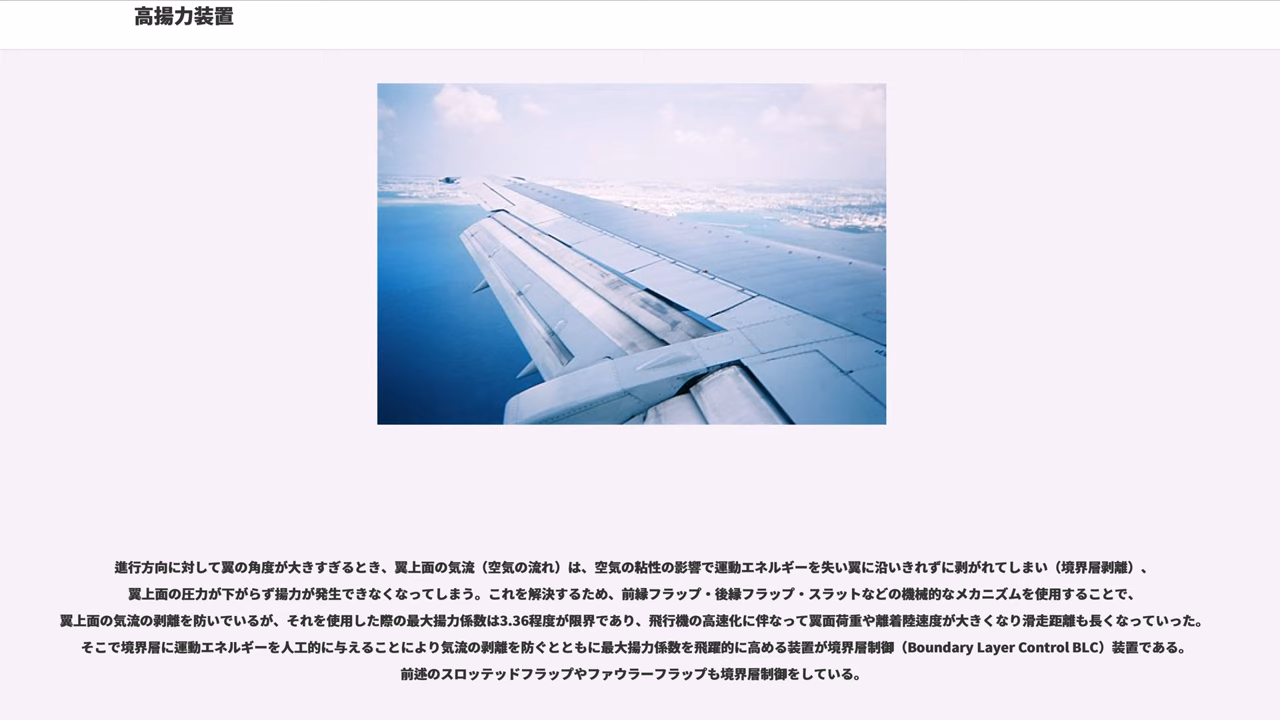 高揚力装置
進行方向に対して翼の角度が大きすぎるとき、翼上面の気流（空気の流れ）は、空気の粘性の影響で運動エネルギーを失い翼に沿いきれずに剥がれてしまい（境界層剥離）、
翼上面の圧力が下がらず揚力が発生できなくなってしまう。これを解決するため、前縁フラップ・後縁フラップ・スラットなどの機械的なメカニズムを使用することで、
翼上面の気流の剥離を防いでいるが、それを使用した際の最大揚力係数は3.36程度が限界であり、飛行機の高速化に伴なって翼面荷重や離着陸速度が大きくなり滑走距離も長くなっていった。
そこで境界層に運動エネルギーを人工的に与えることにより気流の剥離を防ぐとともに最大揚力係数を飛躍的に高める装置が境界層制御（Boundary Layer Control BLC）装置である。
前述のスロッテッドフラップやファウラーフラップも境界層制御をしている。